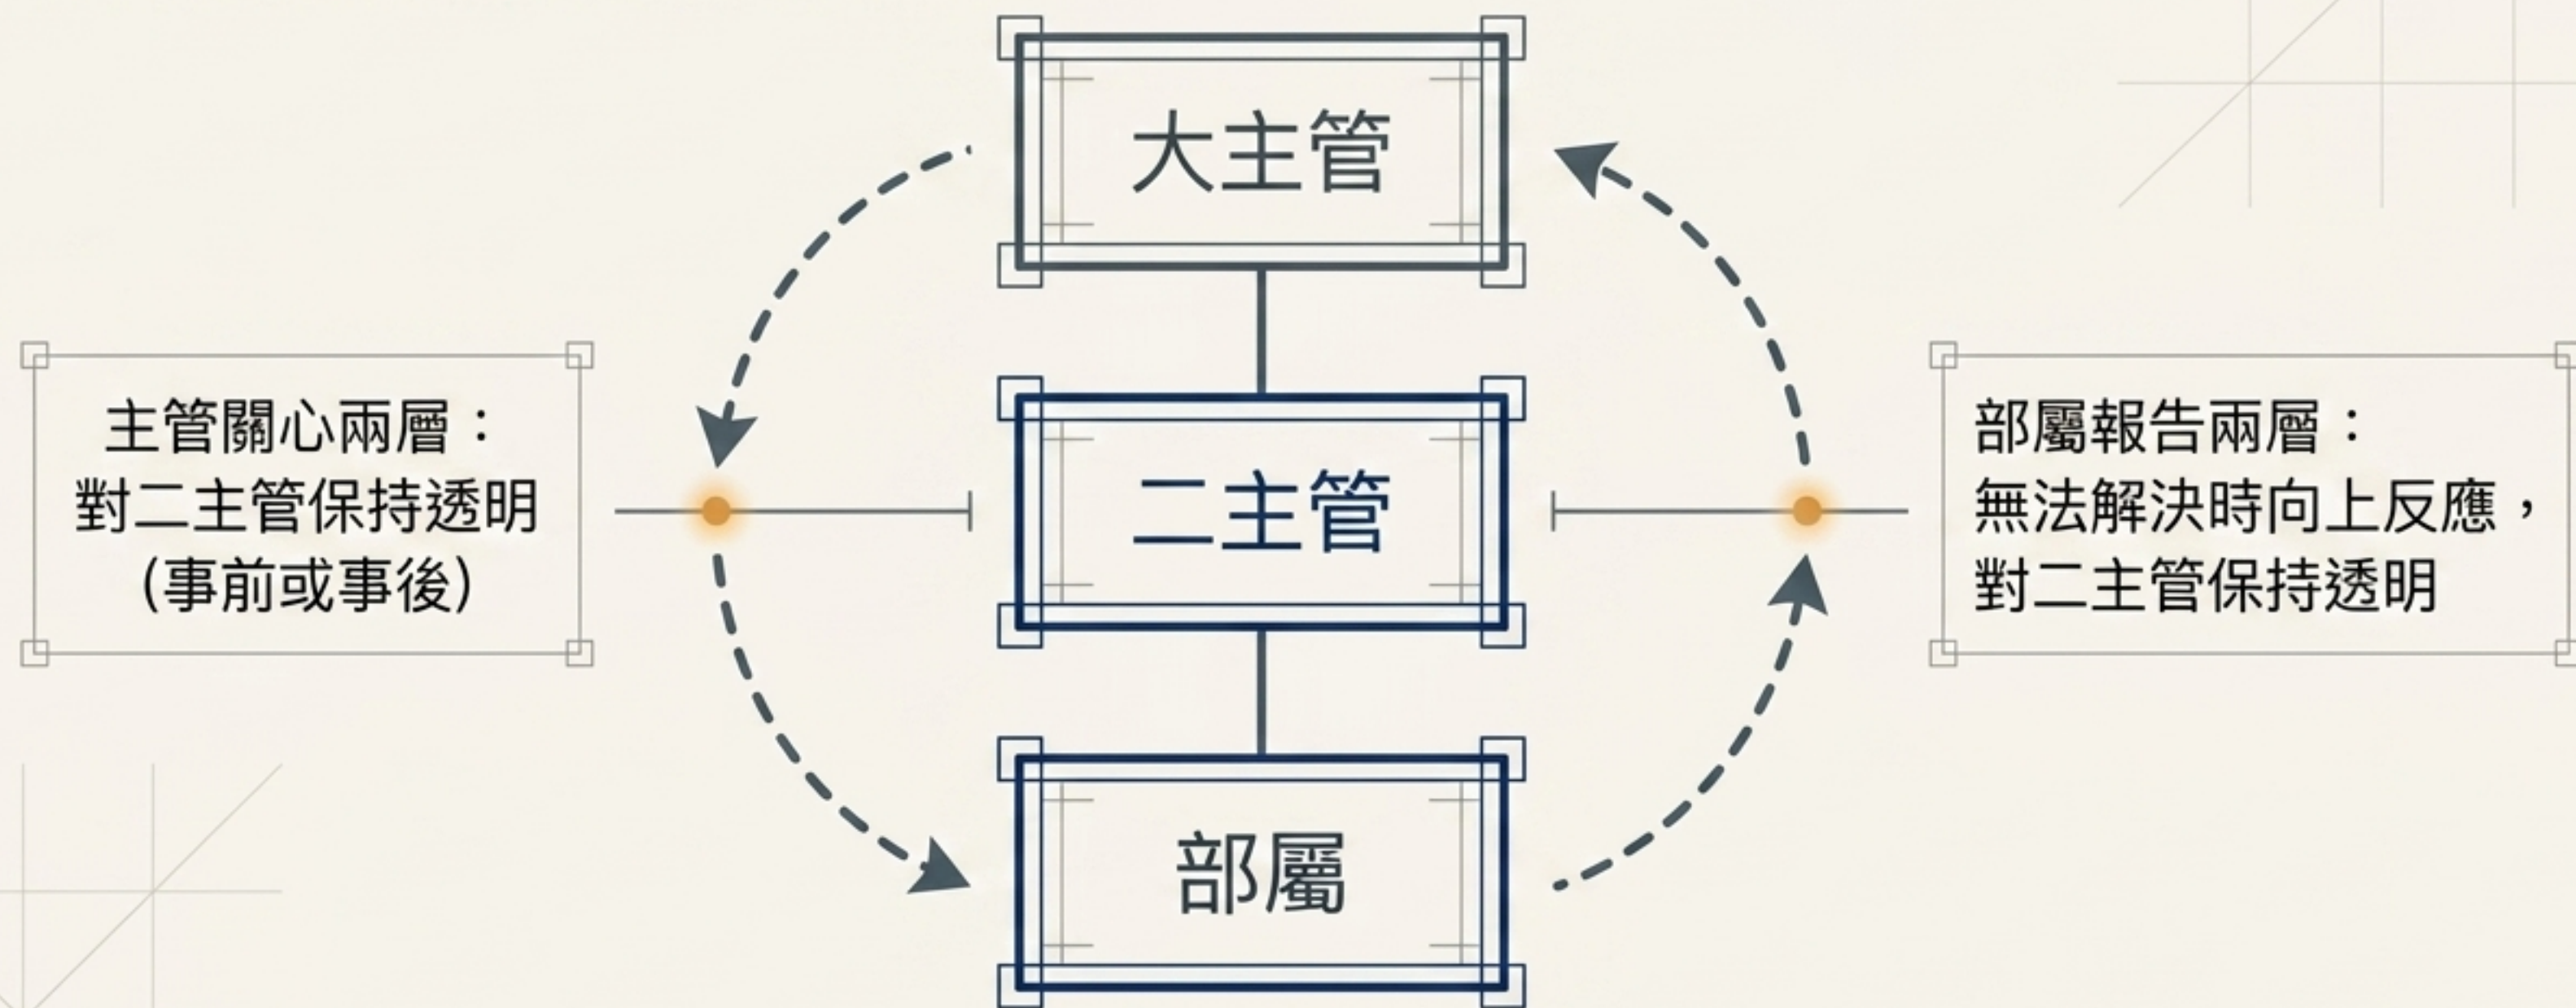 大主管
主管關心兩層：
對二主管保持透明
(事前或事後)
二主管
部屬報告兩層：
無法解決時向上反應，
對二主管保持透明
部屬